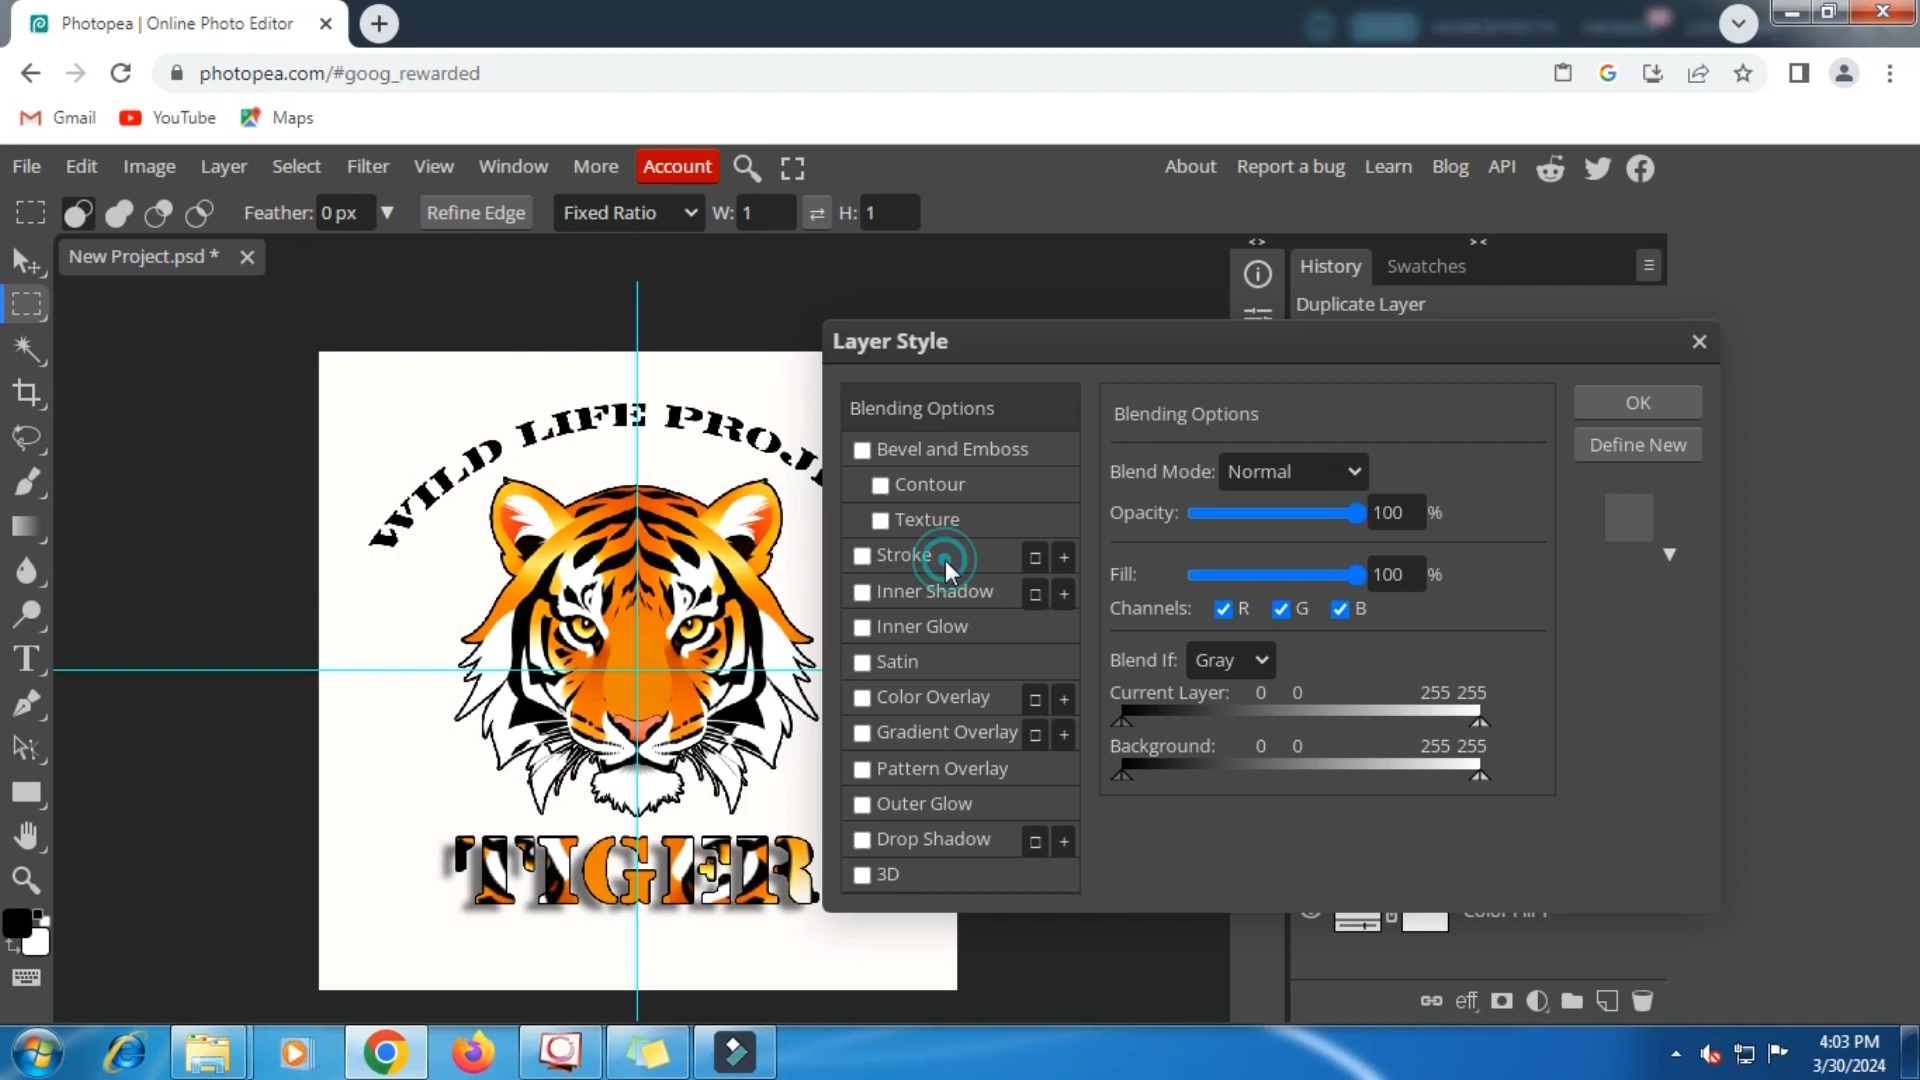 Photopea | Online Photo Editor
photopea.com/#goog_rewarded
Gmail YouTube Maps
File Edit Image Layer Select Filter View Window More Account About Report a bug Learn Blog API
Feather: 0 px Refine Edge Fixed Ratio W: 1 H: 1
New Project.psd *
History Swatches
Duplicate Layer
Layer Style
Blending Options
Bevel and Emboss
Contour
Texture
Stroke
Inner Shadow
Inner Glow
Satin
Color Overlay
Gradient Overlay
Pattern Overlay
Outer Glow
Drop Shadow
3D
Blending Options
Blend Mode: Normal
Opacity: 100 %
Fill: 100 %
Channels: R G B
Blend If: Gray
Current Layer: 0 0 255 255
Background: 0 0 255 255
OK
Define New
WILD LIFE
TIGER
eff
4:03 PM
3/30/2024